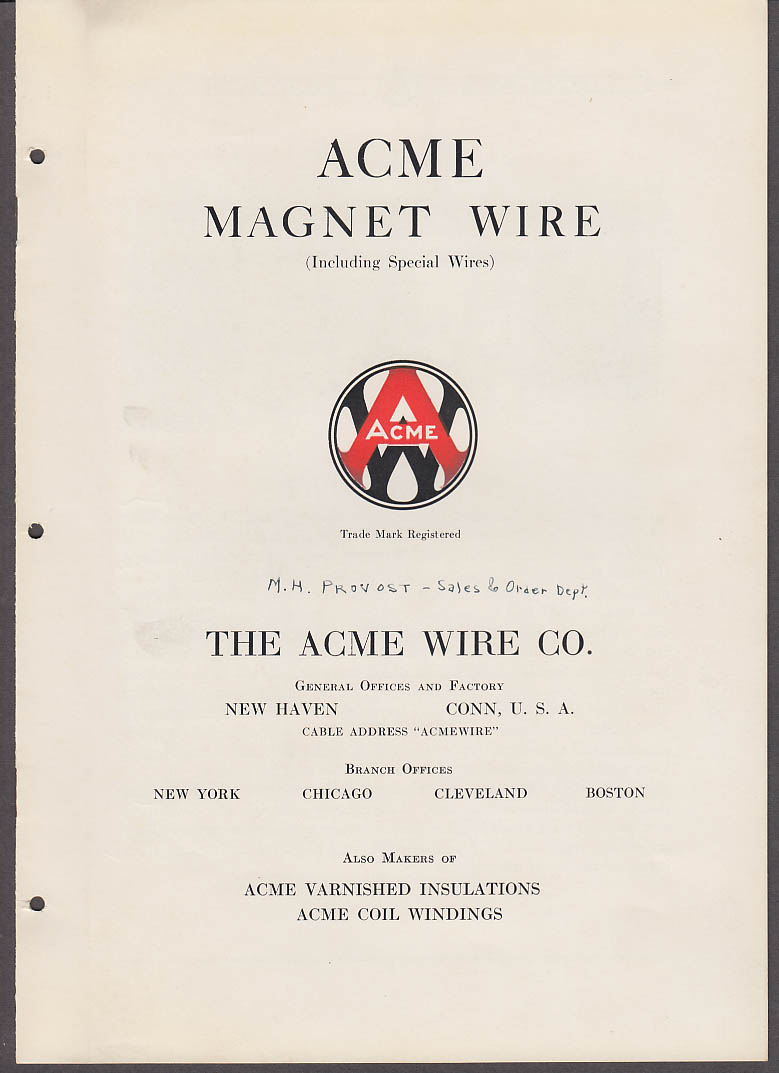 ACME
MAGNET WIRE
(Including Special Wires)
ACME
Trade Mark Registered
M. H. PROVOST – Sales & Order Dept.
THE ACME WIRE CO.
GENERAL OFFICES AND FACTORY
NEW HAVEN CONN, U. S. A.
CABLE ADDRESS "ACMEWIRE"
BRANCH OFFICES
NEW YORK CHICAGO CLEVELAND BOSTON
ALSO MAKERS OF
ACME VARNISHED INSULATIONS
ACME COIL WINDINGS